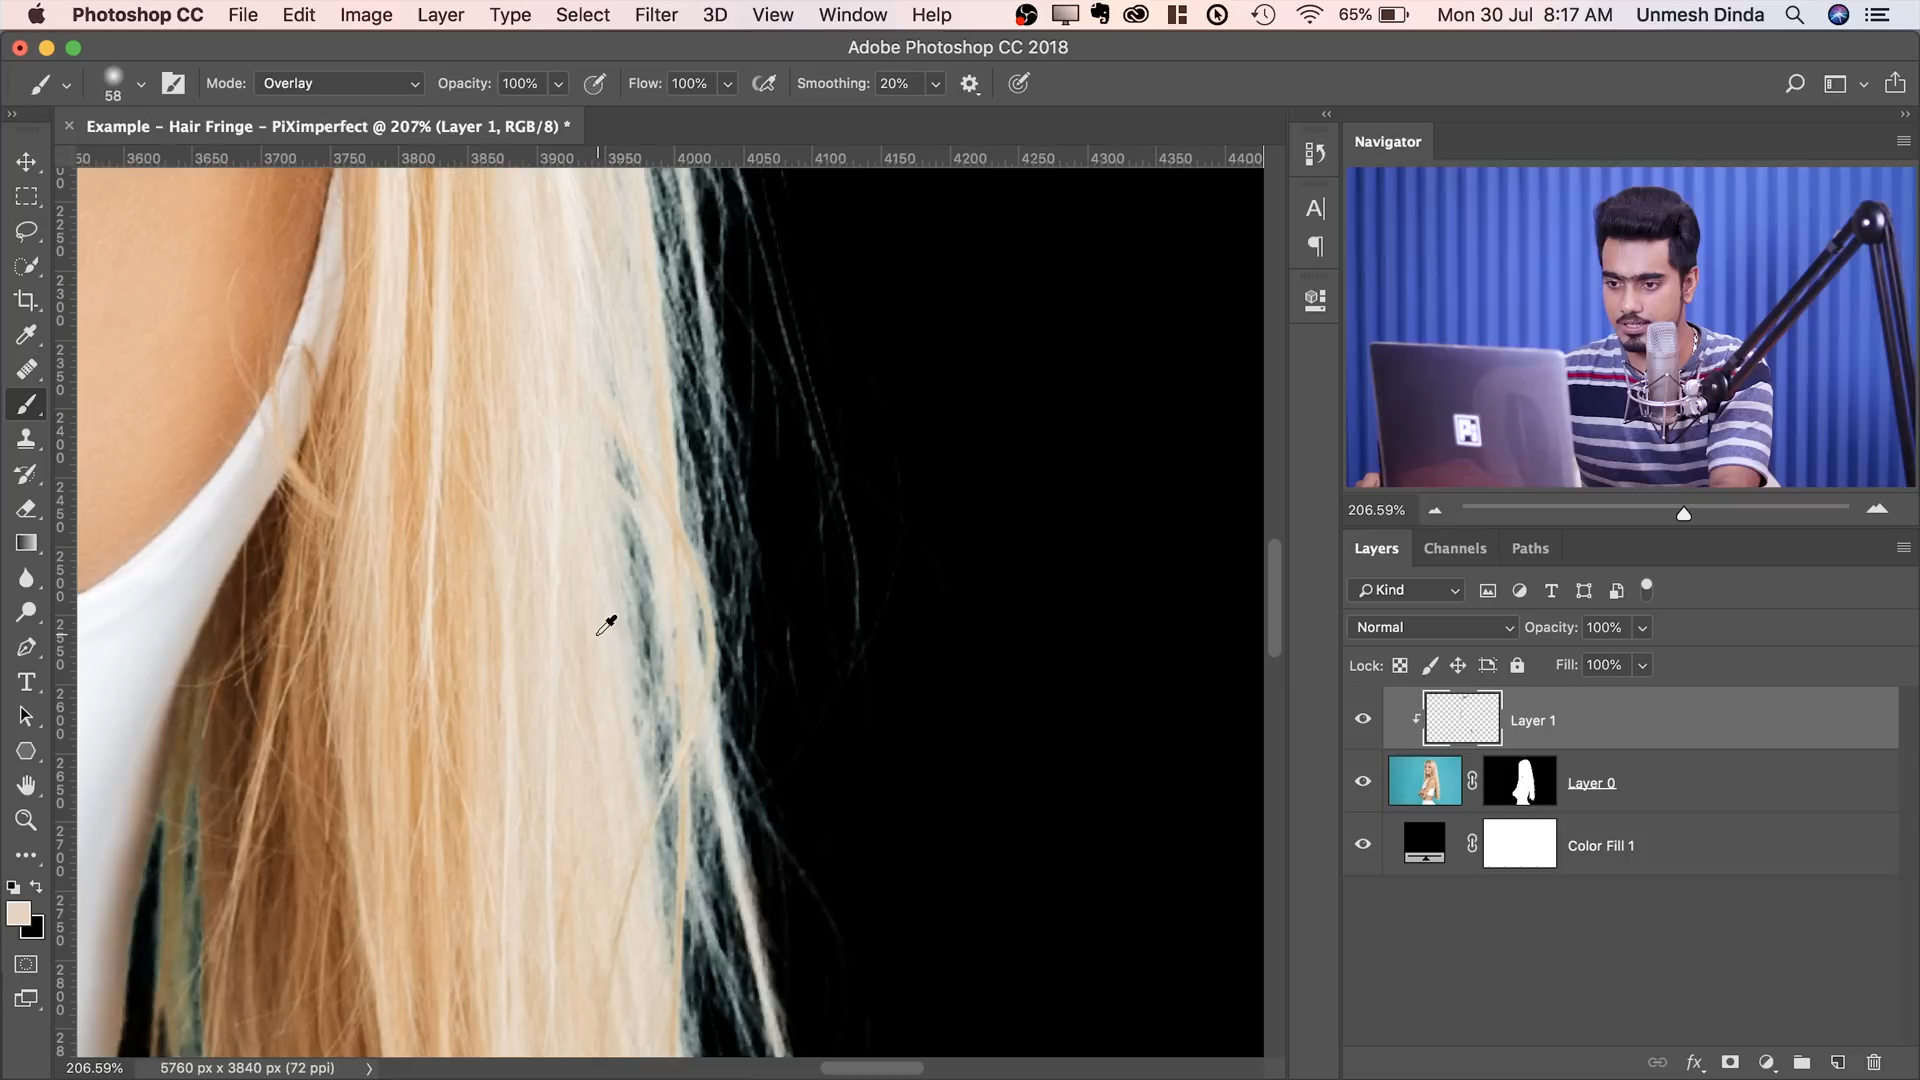 Photoshop CC File Edit Image Layer Type Select Filter 3D View Window Help 65% Mon 30 Jul 8:17 AM Unmesh Dinda
Adobe Photoshop CC 2018
58 Mode: Overlay Opacity: 100% Flow: 100% Smoothing: 20%
× Example – Hair Fringe – PiXimperfect @ 207% (Layer 1, RGB/8) *
50 3600 3650 3700 3750 3800 3850 3900 3950 4000 4050 4100 4150 4200 4250 4300 4350 4400
Navigator
206.59%
Layers Channels Paths
Kind
Normal Opacity: 100%
Lock: Fill: 100%
Layer 1
Layer 0
Color Fill 1
206.59% 5760 px x 3840 px (72 ppi)